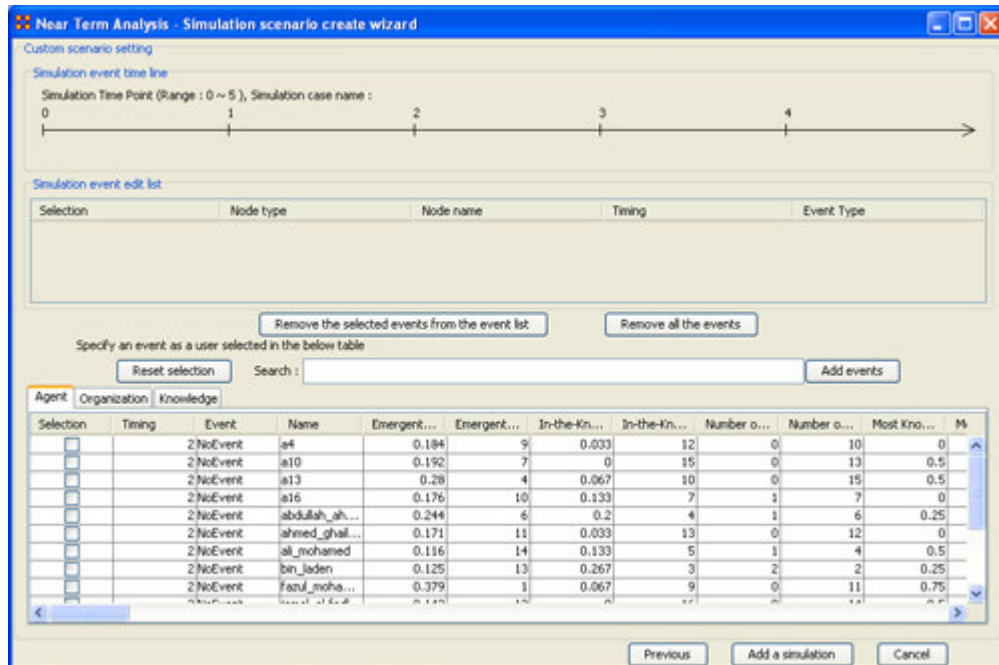 Near Term Analysis - Simulation scenario create wizard
Custom scenario setting
Simulation event time line
Simulation Time Point (Range : 0 ~ 5 ), Simulation case name :
0 1 2 3 4
Simulation event edit list
Selection Node type Node name Timing Event Type
Remove the selected events from the event list Remove all the events
Specify an event as a user selected in the below table
Reset selection Search : Add events
Agent Organization Knowledge
Selection Timing Event Name Emergent... Emergent... In-the-Kn... In-the-Kn... Number o... Number o... Most Kno... M
2 NoEvent a4 0.184 9 0.033 12 0 10 0
2 NoEvent a10 0.192 7 0 15 0 13 0.5
2 NoEvent a13 0.28 4 0.067 10 0 15 0.5
2 NoEvent a16 0.176 10 0.133 7 1 7 0
2 NoEvent abdullah_ah... 0.244 6 0.2 4 1 6 0.25
2 NoEvent ahmed_ghail... 0.171 11 0.033 13 0 12 0
2 NoEvent ali_mohamed 0.116 14 0.133 5 1 4 0.5
2 NoEvent bin_laden 0.125 13 0.267 3 2 2 0.25
2 NoEvent fazul_moha... 0.379 1 0.067 9 0 11 0.75
Previous Add a simulation Cancel